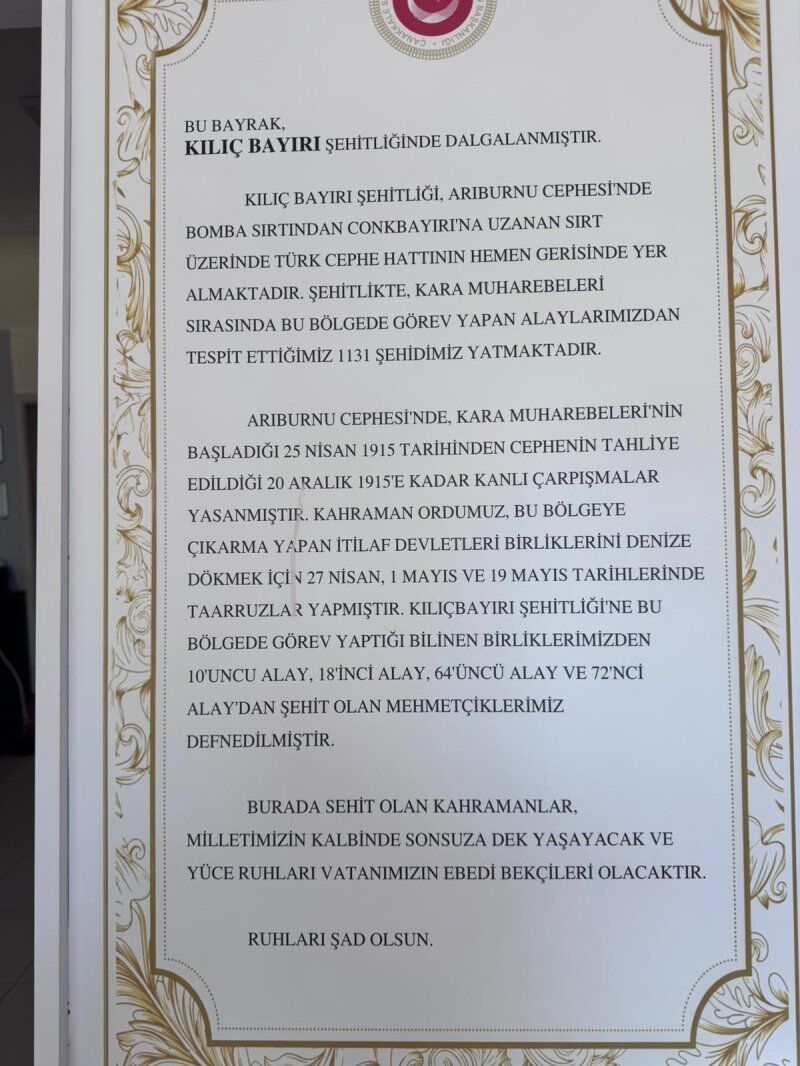 ÇANAKKALE S
BAŞKANLIĞI
BU BAYRAK,
KILIÇ BAYIRI ŞEHİTLİĞİNDE DALGALANMIŞTIR.
KILIÇ BAYIRI ŞEHİTLİĞİ, ARIBURNU CEPHESİ'NDE
BOMBA SIRTINDAN CONKBAYIRI'NA UZANAN SIRT
ÜZERİNDE TÜRK CEPHE HATTININ HEMEN GERİSİNDE YER
ALMAKTADIR. ŞEHİTLİKTE, KARA MUHAREBELERİ
SIRASINDA BU BÖLGEDE GÖREV YAPAN ALAYLARIMIZDAN
TESPİT ETTİĞİMİZ 1131 ŞEHİDİMİZ YATMAKTADIR.
ARIBURNU CEPHESİ'NDE, KARA MUHAREBELERİ'NİN
BAŞLADIĞI 25 NİSAN 1915 TARİHİNDEN CEPHENİN TAHLİYE
EDİLDİĞİ 20 ARALIK 1915'E KADAR KANLI ÇARPIŞMALAR
YASANMIŞTIR. KAHRAMAN ORDUMUZ, BU BÖLGEYE
ÇIKARMA YAPAN İTİLAF DEVLETLERİ BİRLİKLERİNİ DENİZE
DÖKMEK İÇİN 27 NİSAN, 1 MAYIS VE 19 MAYIS TARİHLERİNDE
TAARRUZLAR YAPMIŞTIR. KILIÇBAYIRI ŞEHİTLİĞİ'NE BU
BÖLGEDE GÖREV YAPTIĞI BİLİNEN BİRLİKLERİMİZDEN
10'UNCU ALAY, 18'İNCİ ALAY, 64'ÜNCÜ ALAY VE 72'NCİ
ALAY'DAN ŞEHİT OLAN MEHMETÇİKLERİMİZ
DEFNEDİLMİŞTİR.
BURADA SEHİT OLAN KAHRAMANLAR,
MİLLETİMİZİN KALBİNDE SONSUZA DEK YAŞAYACAK VE
YÜCE RUHLARI VATANIMIZIN EBEDİ BEKÇİLERİ OLACAKTIR.
RUHLARI ŞAD OLSUN.